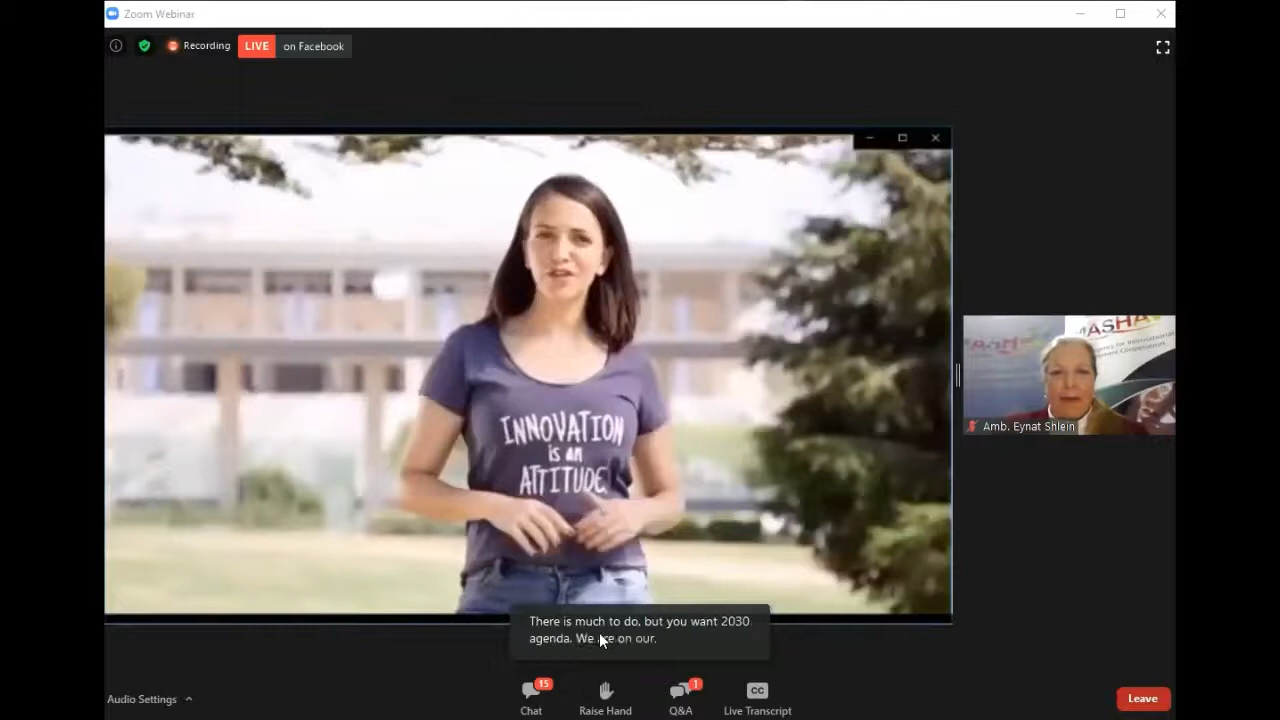 Zoom Webinar
Recording
LIVE
on Facebook
INNOVATION
is an
ATTITUDE
Amb. Eynat Shlein
There is much to do, but you want 2030
agenda. We are on our.
Audio Settings
15
Chat
Raise Hand
1
Q&A
CC
Live Transcript
Leave